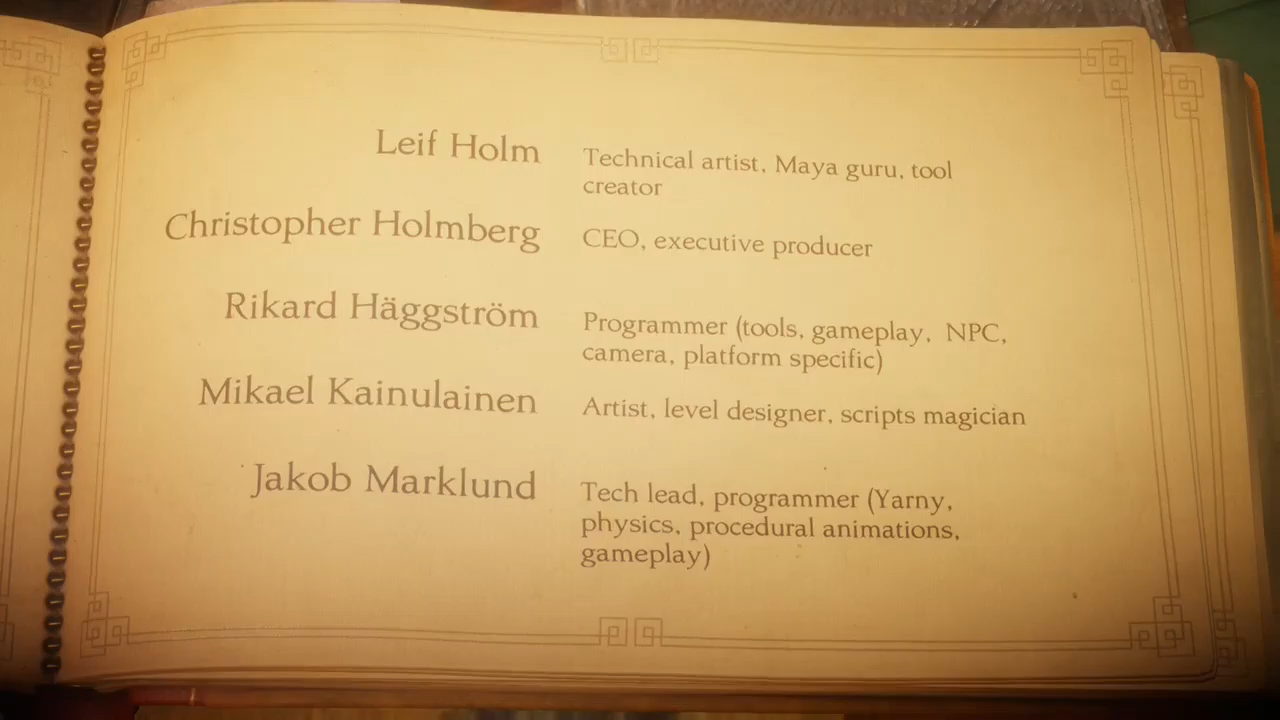 Leif Holm Technical artist, Maya guru, tool
creator
Christopher Holmberg CEO, executive producer
Rikard Häggström Programmer (tools, gameplay, NPC,
camera, platform specific)
Mikael Kainulainen Artist, level designer, scripts magician
Jakob Marklund Tech lead, programmer (Yarny,
physics, procedural animations,
gameplay)